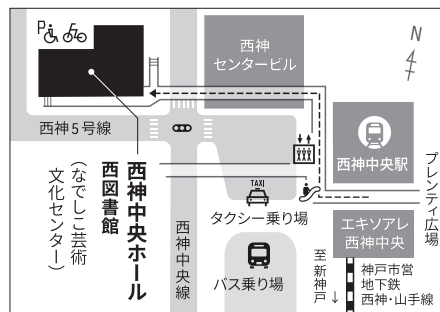 P
N
西神
センタービル
西神5号線
西神中央駅
プレンティ広場
西神中央ホール
西図書館
(なでしこ芸術
文化センター)
TAXI
タクシー乗り場
エキソアレ
西神中央
西神中央線
バス乗り場
至 新神戸
↓
神戸市営
地下鉄
西神・山手線